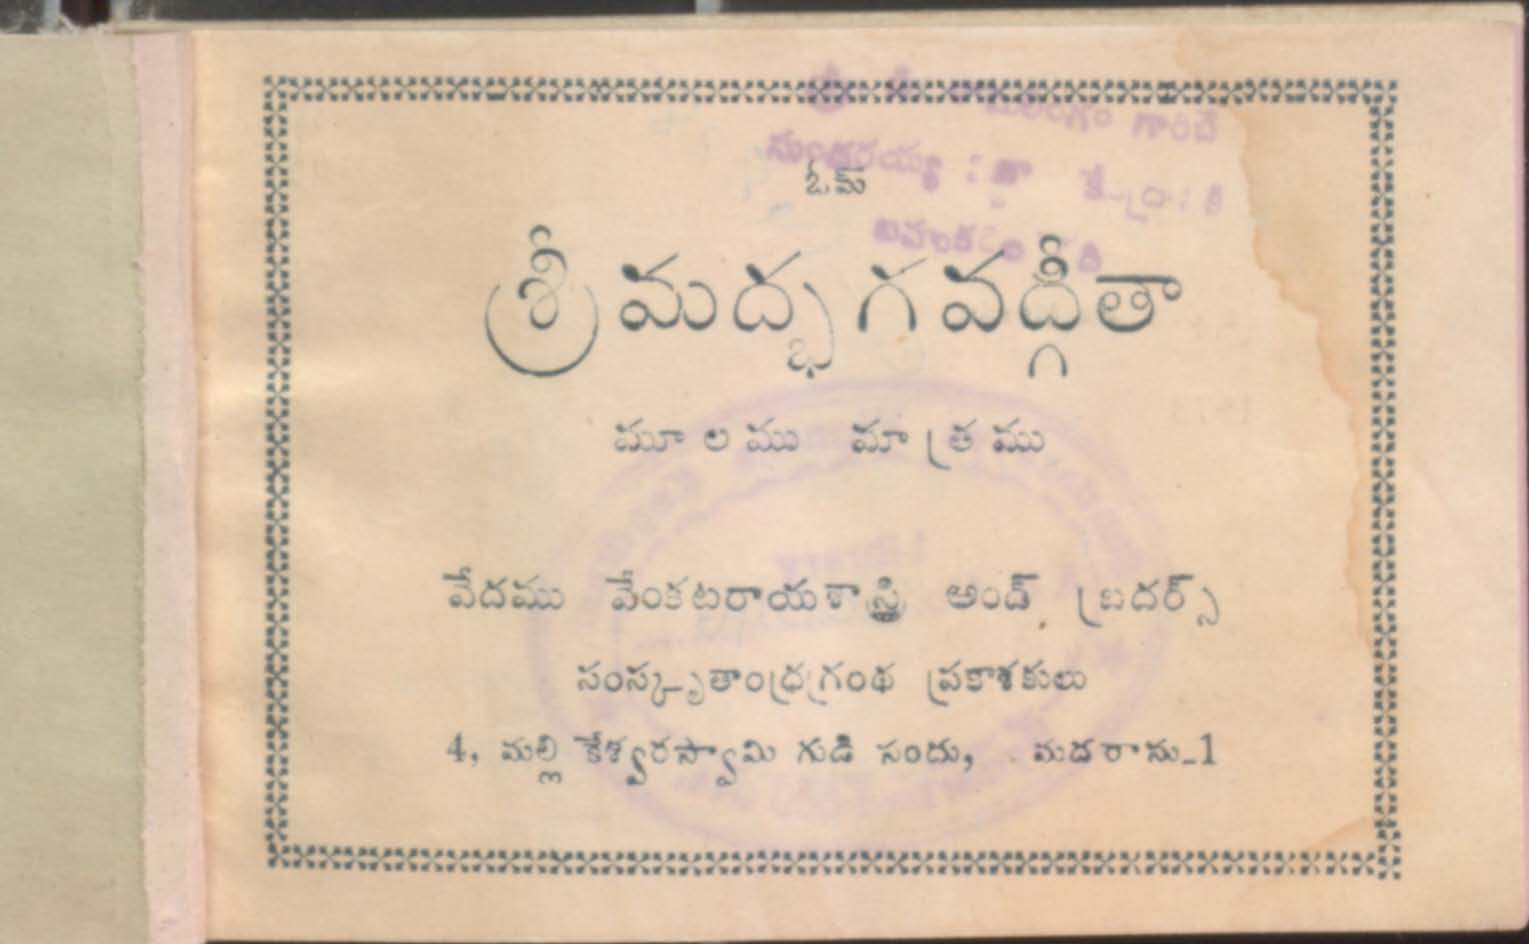 ఓమ్
శ్రీమద్భగవద్గీతా
మూలము మాత్రము
వేదము వేంకటరాయశాస్త్రి అండ్ బ్రదర్స్
సంస్కృతాంధ్రగ్రంథ ప్రకాశకులు
4, మల్లికేశ్వరస్వామి గుడి సందు, మదరాసు-1